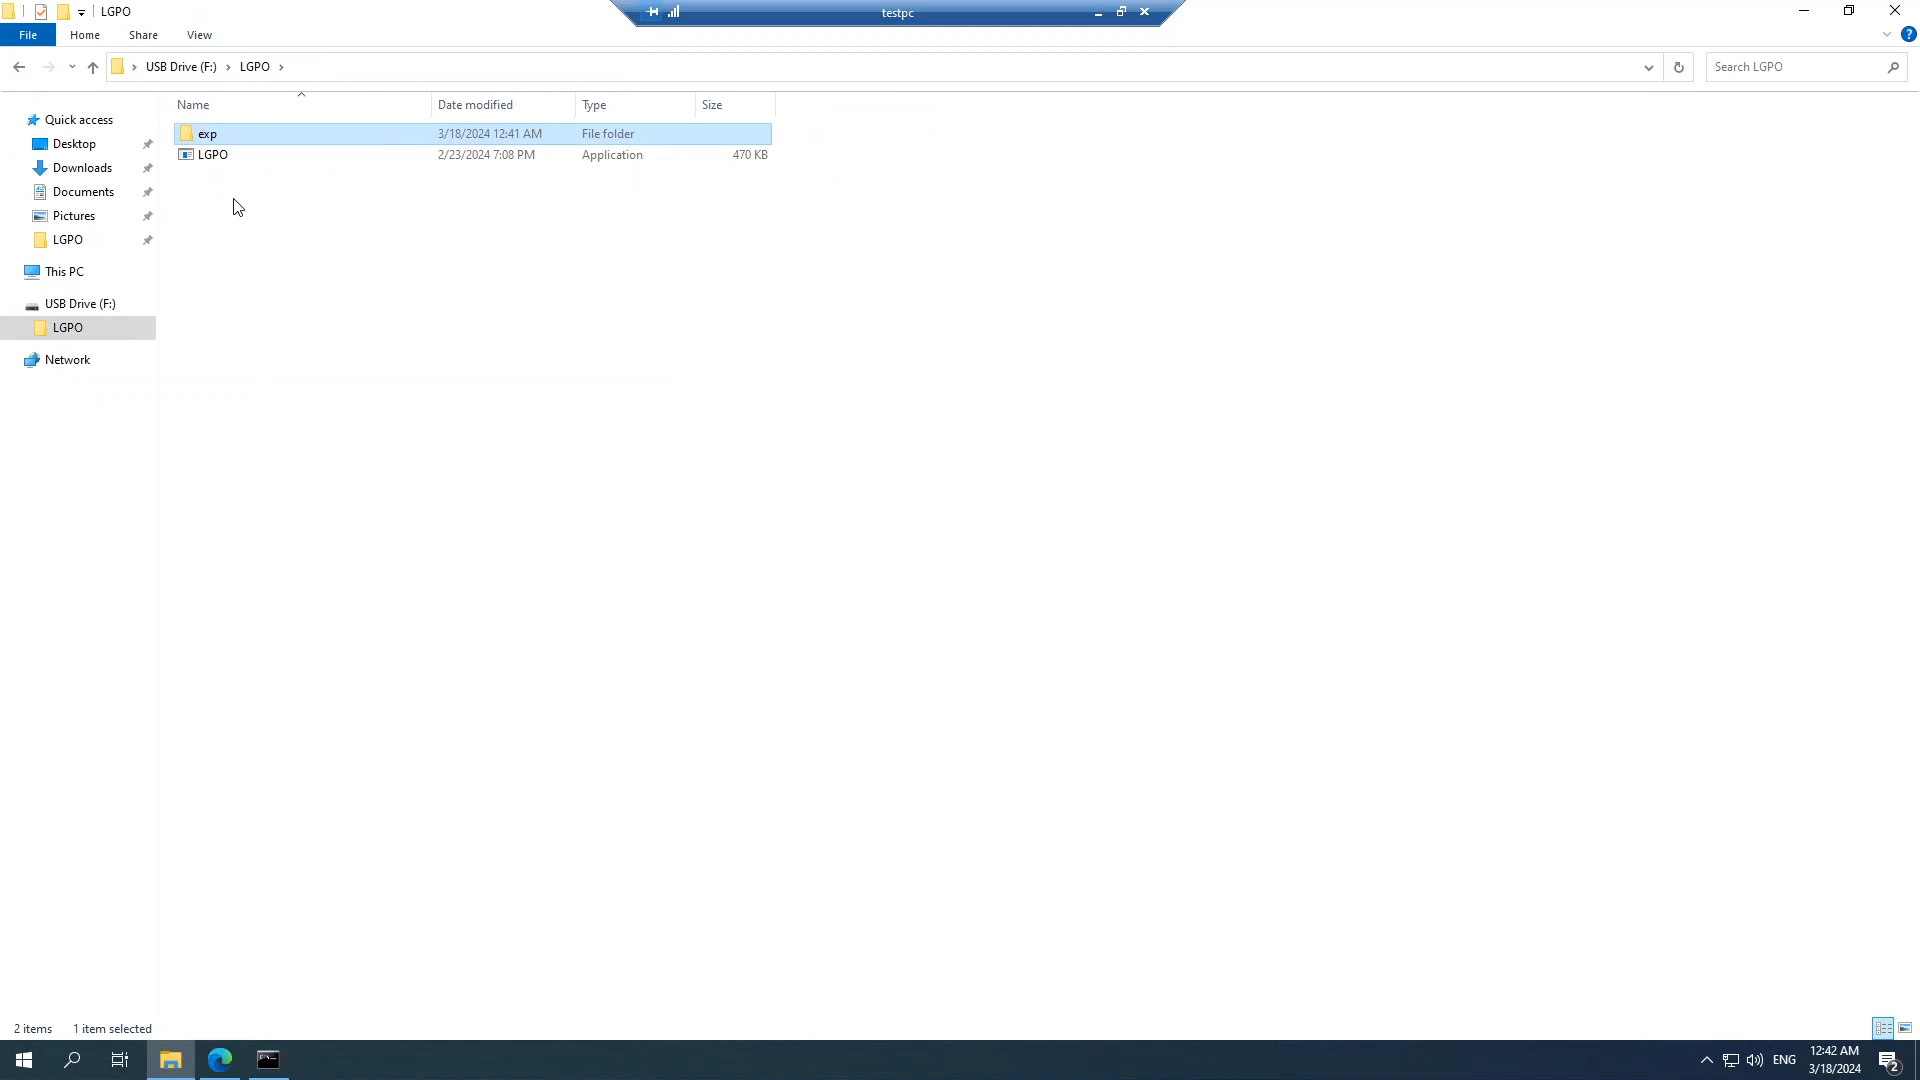 LGPO
testpc
File Home Share View
USB Drive (F:) LGPO
Search LGPO
Name Date modified Type Size
exp 3/18/2024 12:41 AM File folder
LGPO 2/23/2024 7:08 PM Application 470 KB
Quick access
Desktop
Downloads
Documents
Pictures
LGPO
This PC
USB Drive (F:)
LGPO
Network
2 items 1 item selected
ENG
12:42 AM
3/18/2024
2